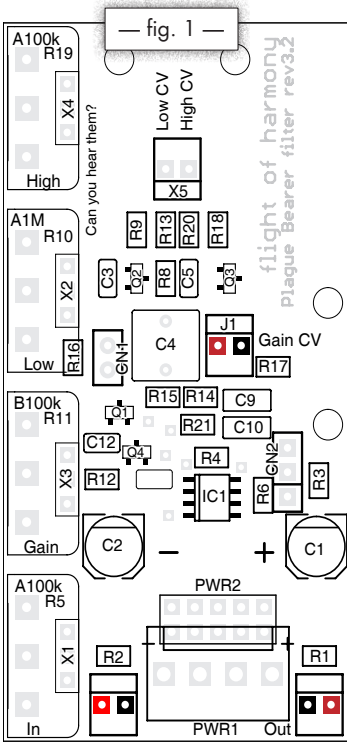 — fig. 1 —
A100k
R19
X4
High
Can you hear them?
Low CV
High CV
X5
flight of harmony
Plague Bearer filter rev3.2
A1M
R10
X2
Low
R9
R13
R20
R18
C3
Q2
R8
C5
Q3
R16
CN1
C4
J1
Gain CV
R17
B100k
R11
X3
Gain
R15
R14
C9
Q1
R21
C10
C12
Q4
R4
CN2
R12
IC1
R6
R3
C2
−
+
C1
A100k
R5
X1
In
PWR2
R2
−
+
R1
PWR1
Out